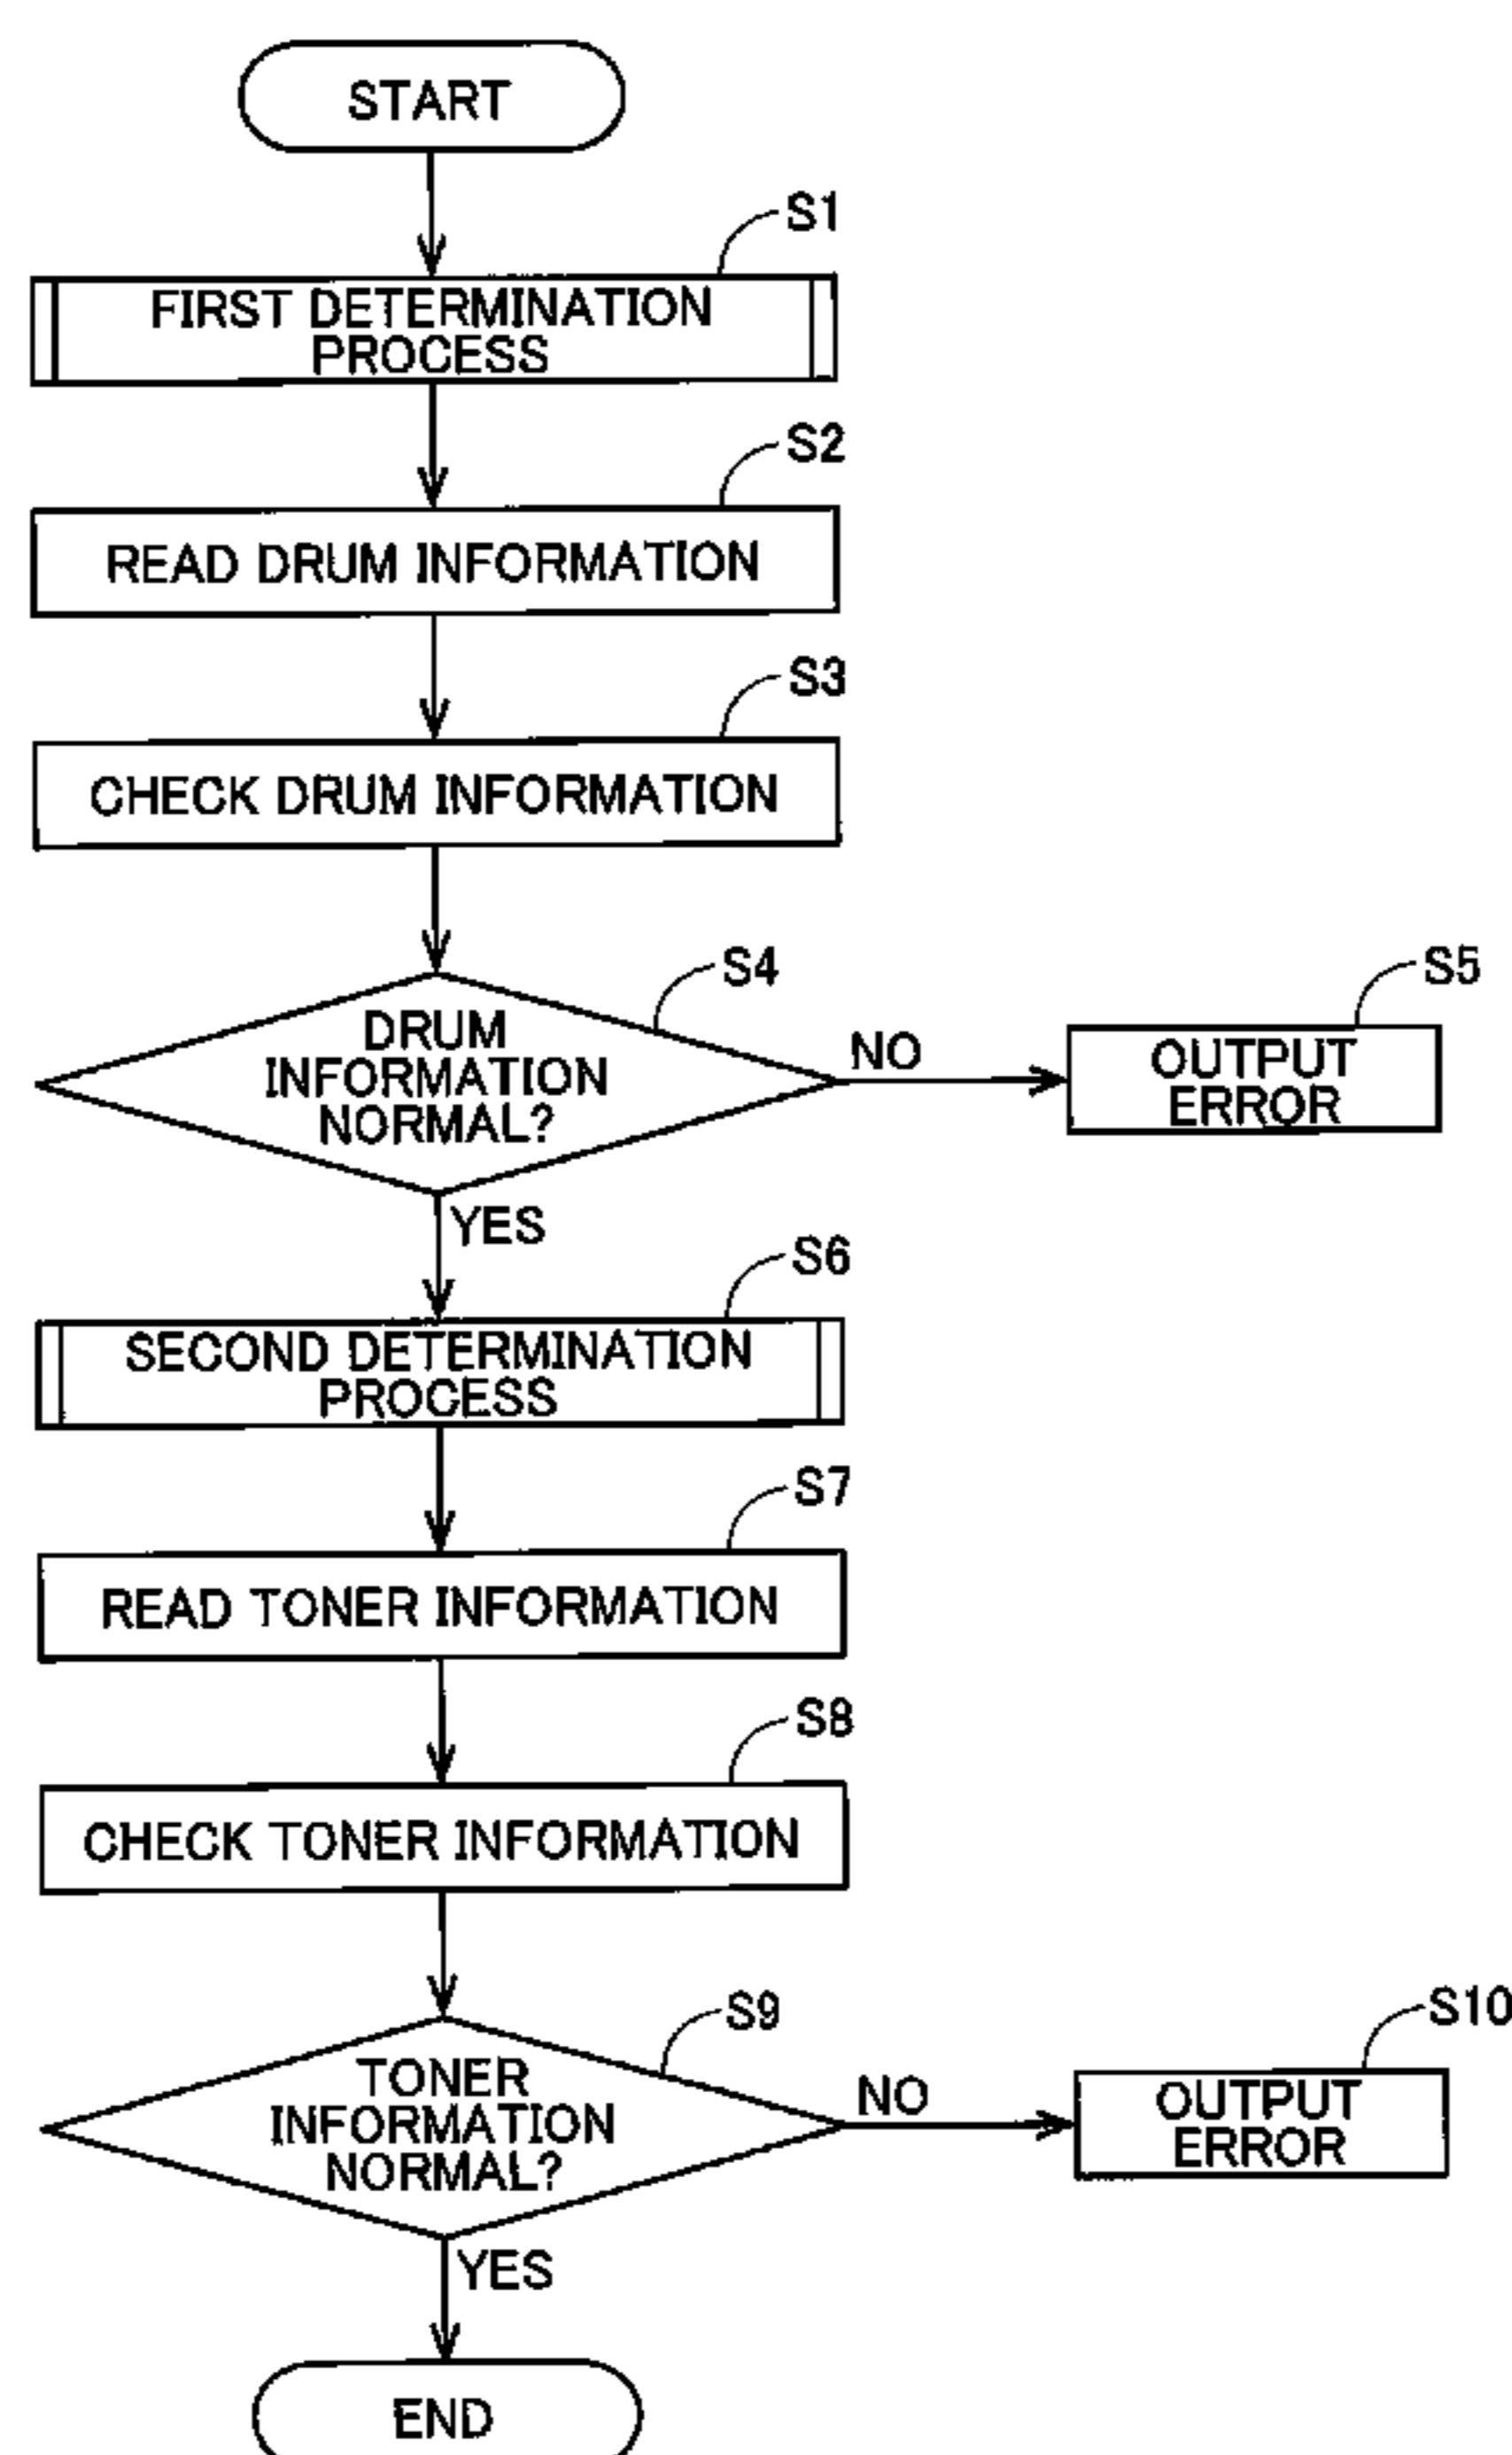 START
S1
FIRST DETERMINATION
PROCESS
S2
READ DRUM INFORMATION
S3
CHECK DRUM INFORMATION
S4
DRUM
INFORMATION
NORMAL?
NO
S5
OUTPUT
ERROR
YES
S6
SECOND DETERMINATION
PROCESS
S7
READ TONER INFORMATION
S8
CHECK TONER INFORMATION
S9
TONER
INFORMATION
NORMAL?
NO
S10
OUTPUT
ERROR
YES
END